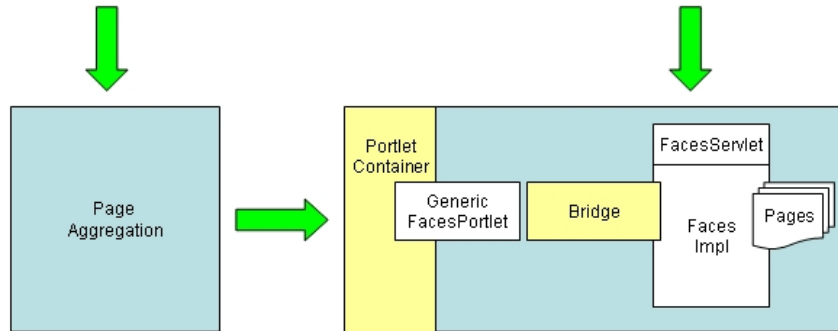 Page
Aggregation
Portlet
Container
Generic
FacesPortlet
Bridge
FacesServlet
Faces
Impl
Pages